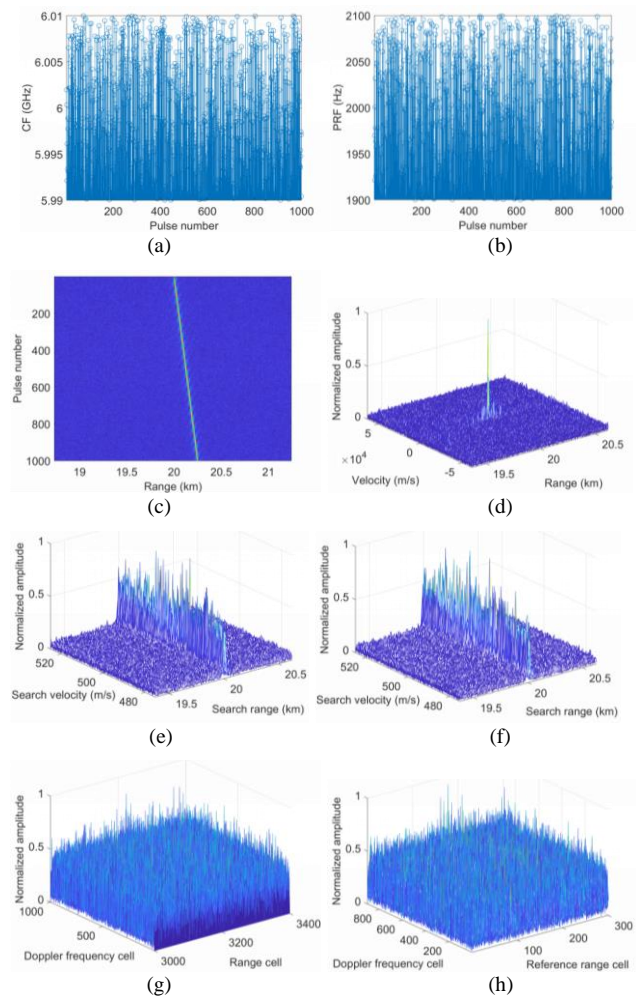 6.01
6.005
6
5.995
5.99
CF (GHz)
200 400 600 800 1000
Pulse number
(a)
2100
2050
2000
1950
1900
PRF (Hz)
200 400 600 800 1000
Pulse number
(b)
200
400
600
800
1000
Pulse number
19 19.5 20 20.5 21
Range (km)
(c)
1
0.5
0
Normalized amplitude
5 0 -5
×10⁴
Velocity (m/s)
19.5 20 20.5
Range (km)
(d)
1
0.5
0
Normalized amplitude
520 500 480
Search velocity (m/s)
19.5 20 20.5
Search range (km)
(e)
1
0.5
0
Normalized amplitude
520 500 480
Search velocity (m/s)
19.5 20 20.5
Search range (km)
(f)
1
0.5
0
Normalized amplitude
1000 500
Doppler frequency cell
3000 3200 3400
Range cell
(g)
1
0.5
0
Normalized amplitude
800 600 400 200
Doppler frequency cell
100 200 300
Reference range cell
(h)